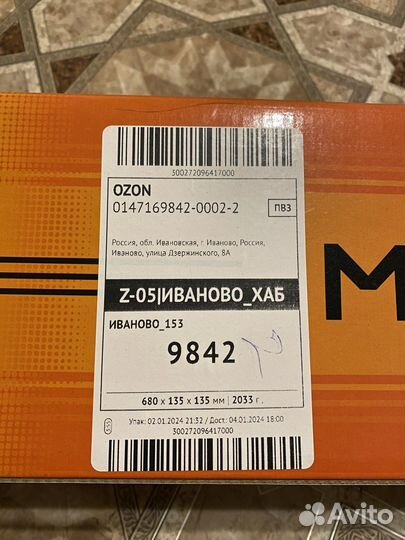 300272096417000
OZON
0147169842-0002-2
ПВЗ
Россия, обл. Ивановская, г. Иваново, Россия,
Иваново, улица Дзержинского, 8А
Z-05|ИВАНОВО_ХАБ
ИВАНОВО_153
9842
680 x 135 x 135 мм | 2033 г.
Упак: 02.01.2024 21:32 / Дост: 04.01.2024 18:00
300272096417000
M
Avito